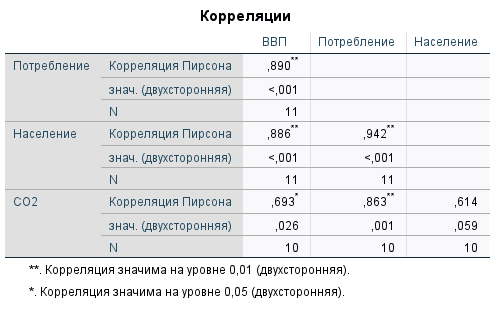 Корреляции
ВВП Потребление Население
Потребление Корреляция Пирсона ,890**
знач. (двухсторонняя) <,001
N 11
Население Корреляция Пирсона ,886** ,942**
знач. (двухсторонняя) <,001 <,001
N 11 11
CO2 Корреляция Пирсона ,693* ,863** ,614
знач. (двухсторонняя) ,026 ,001 ,059
N 10 10 10
**. Корреляция значима на уровне 0,01 (двухсторонняя).
*. Корреляция значима на уровне 0,05 (двухсторонняя).